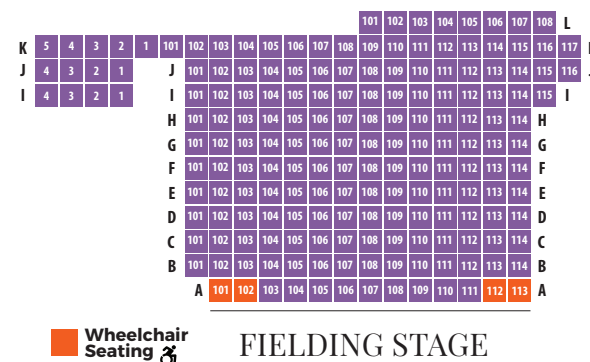 101 102 103 104 105 106 107 108 L
K 5 4 3 2 1 101 102 103 104 105 106 107 108 109 110 111 112 113 114 115 116 117
J 4 3 2 1 J 101 102 103 104 105 106 107 108 109 110 111 112 113 114 115 116
I 4 3 2 1 I 101 102 103 104 105 106 107 108 109 110 111 112 113 114 115 I
H 101 102 103 104 105 106 107 108 109 110 111 112 113 114 H
G 101 102 103 104 105 106 107 108 109 110 111 112 113 114 G
F 101 102 103 104 105 106 107 108 109 110 111 112 113 114 F
E 101 102 103 104 105 106 107 108 109 110 111 112 113 114 E
D 101 102 103 104 105 106 107 108 109 110 111 112 113 114 D
C 101 102 103 104 105 106 107 108 109 110 111 112 113 114 C
B 101 102 103 104 105 106 107 108 109 110 111 112 113 114 B
A 101 102 103 104 105 106 107 108 109 110 111 112 113 A
Wheelchair
Seating
FIELDING STAGE